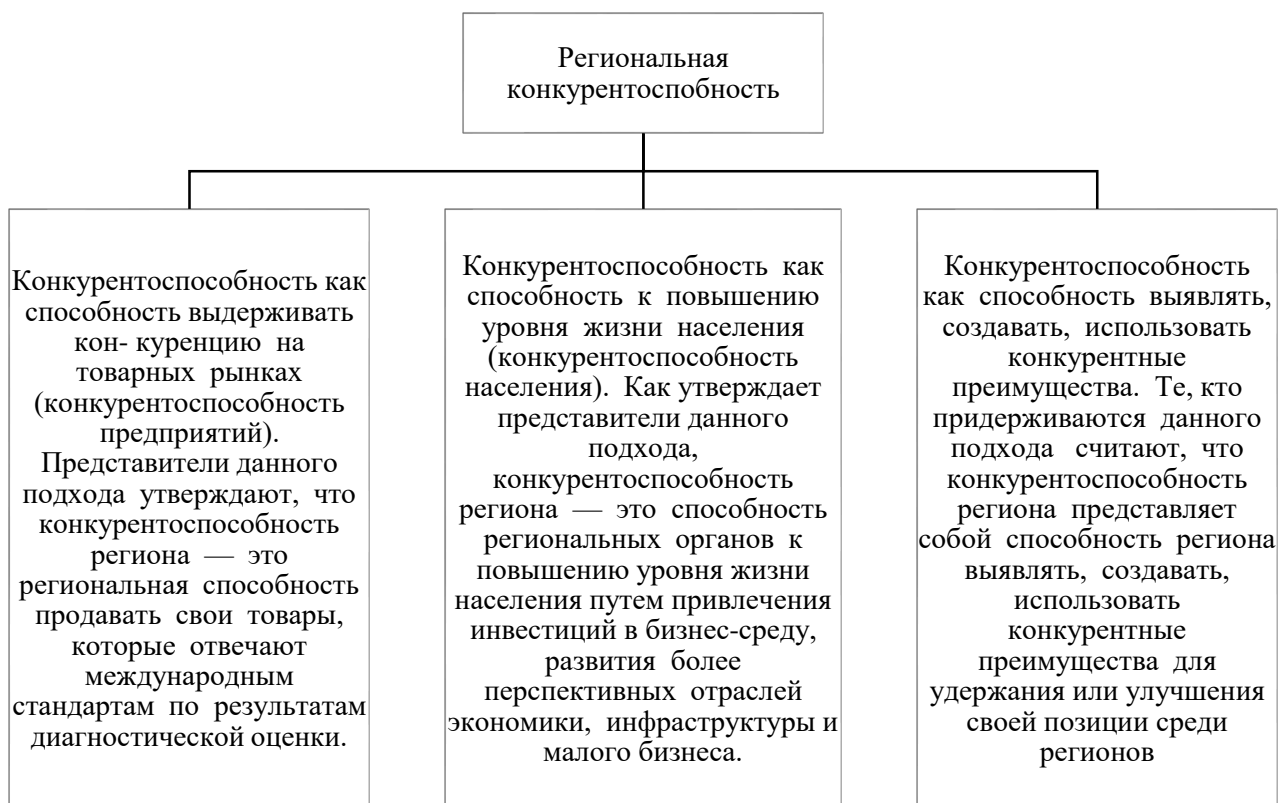 Региональная
конкурентоспобность
Конкурентоспособность как
способность выдерживать
кон- куренцию на
товарных рынках
(конкурентоспособность
предприятий).
Представители данного
подхода утверждают, что
конкурентоспособность
региона — это
региональная способность
продавать свои товары,
которые отвечают
международным
стандартам по результатам
диагностической оценки.
Конкурентоспособность как
способность к повышению
уровня жизни населения
(конкурентоспособность
населения). Как утверждает
представители данного
подхода,
конкурентоспособность
региона — это способность
региональных органов к
повышению уровня жизни
населения путем привлечения
инвестиций в бизнес-среду,
развития более
перспективных отраслей
экономики, инфраструктуры и
малого бизнеса.
Конкурентоспособность
как способность выявлять,
создавать, использовать
конкурентные
преимущества. Те, кто
придерживаются данного
подхода считают, что
конкурентоспособность
региона представляет
собой способность региона
выявлять, создавать,
использовать
конкурентные
преимущества для
удержания или улучшения
своей позиции среди
регионов